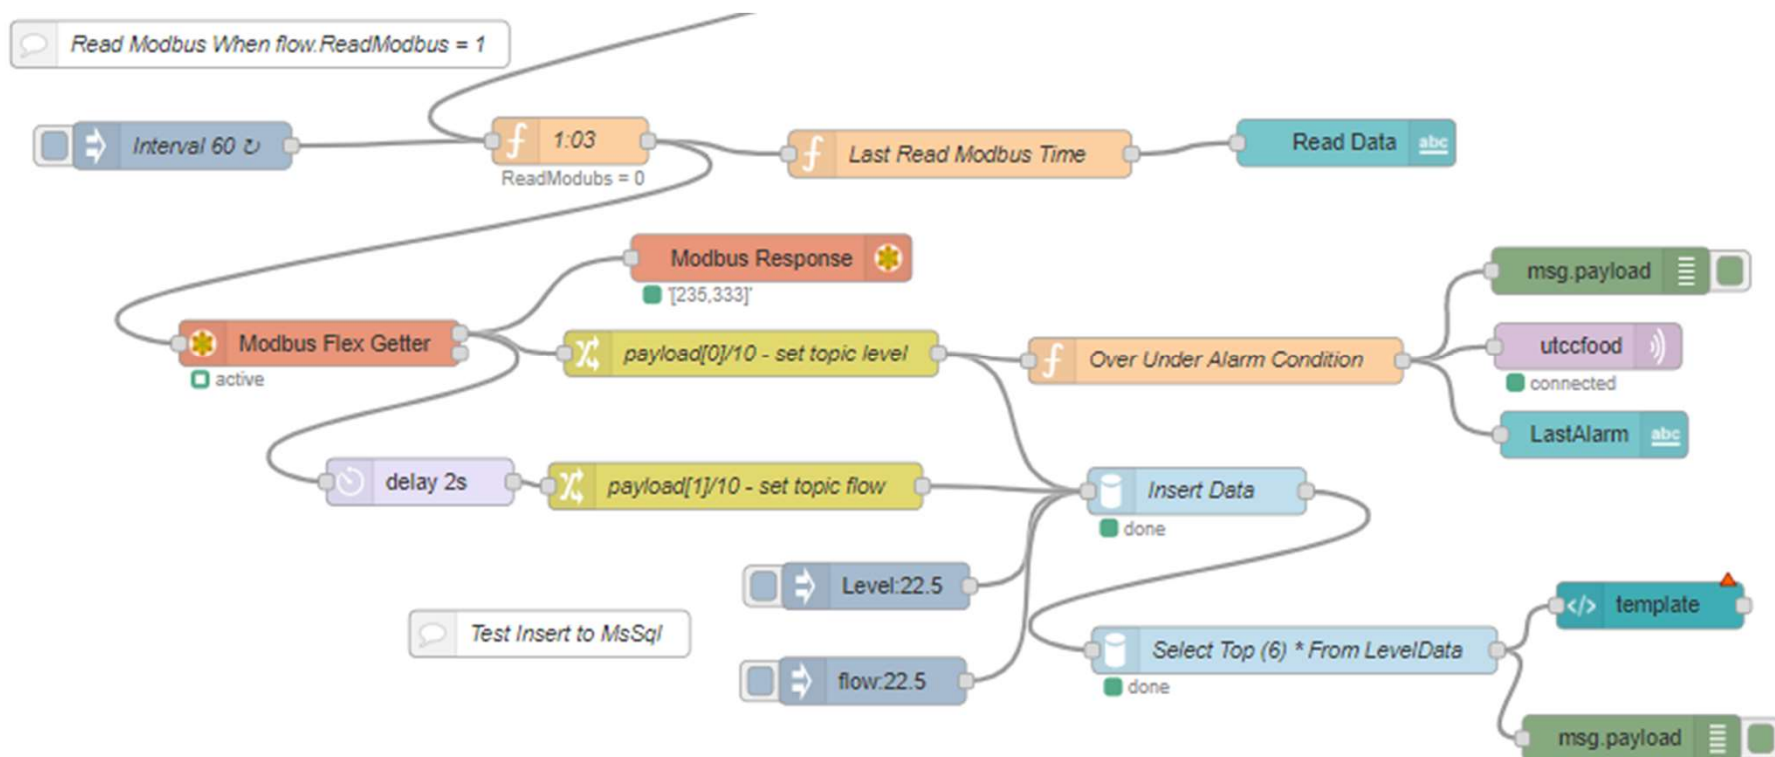 Read Modbus When flow.ReadModbus = 1
Interval 60 ↻
1:03
ReadModubs = 0
Last Read Modbus Time
Read Data
abc
Modbus Response
'[235,333]'
msg.payload
Modbus Flex Getter
active
payload[0]/10 - set topic level
Over Under Alarm Condition
utccfood
connected
LastAlarm
abc
delay 2s
payload[1]/10 - set topic flow
Insert Data
done
Level:22.5
template
Test Insert to MsSql
Select Top (6) * From LevelData
done
flow:22.5
msg.payload